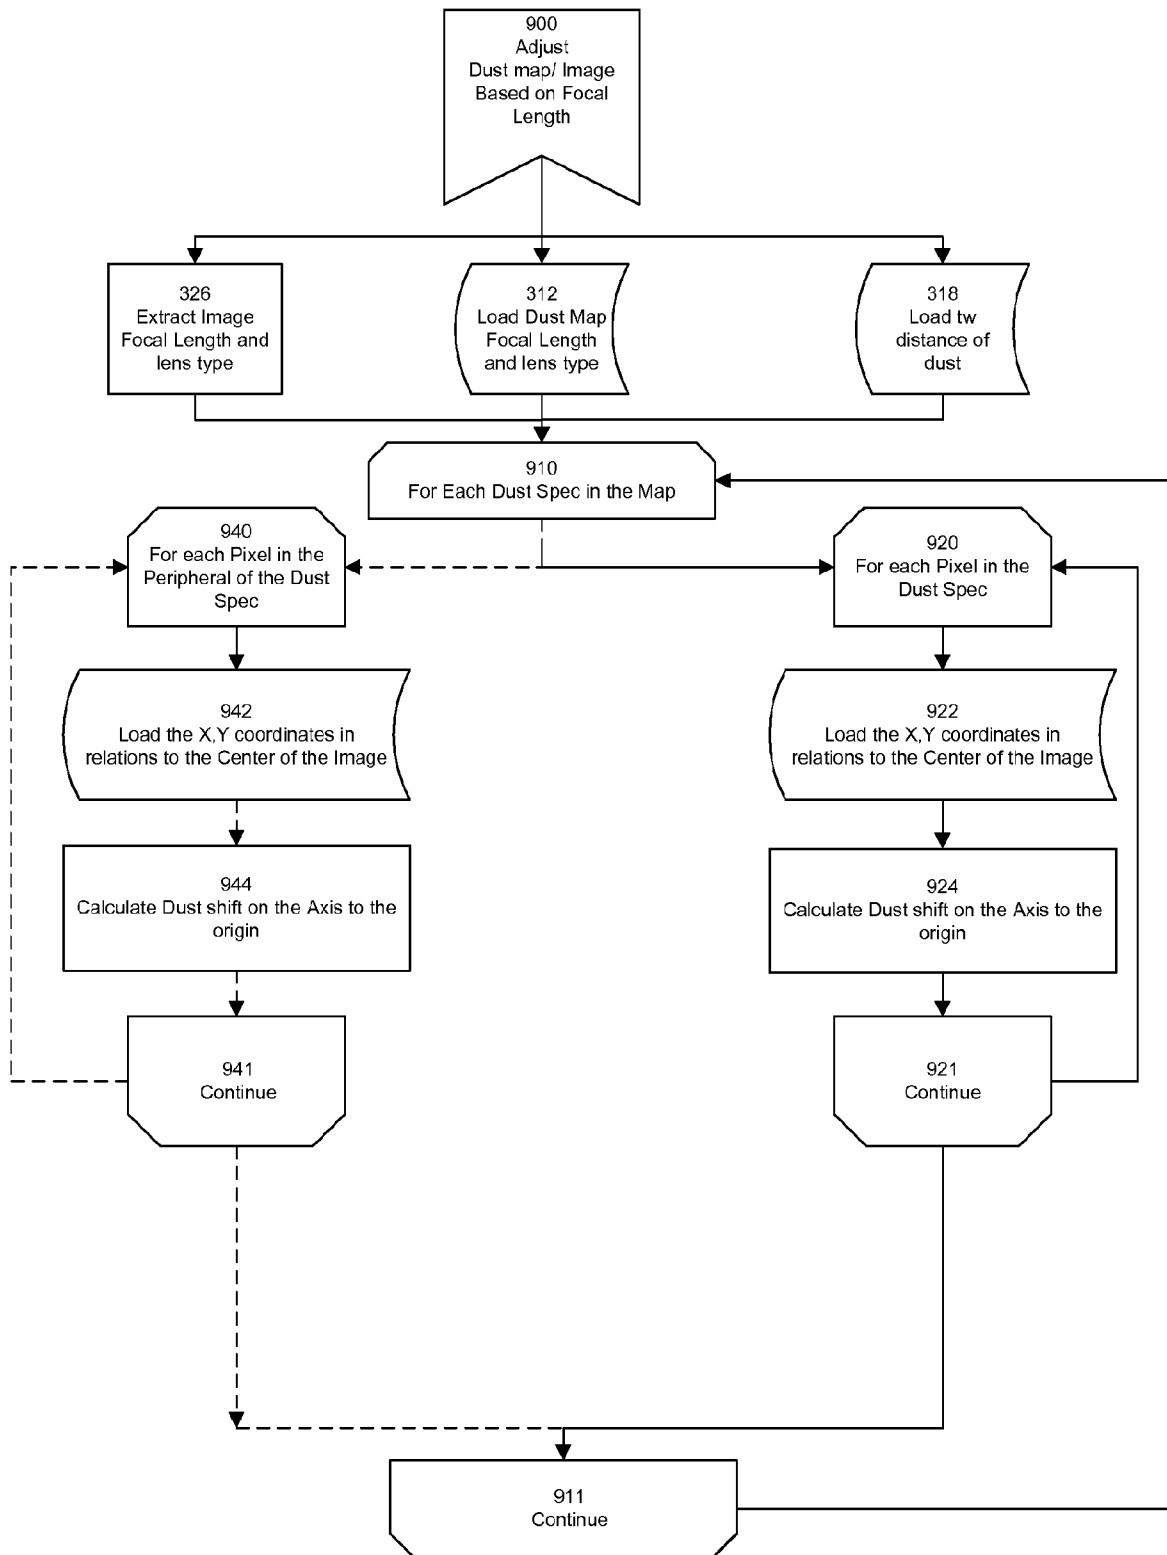 900
Adjust
Dust map/ Image
Based on Focal
Length
326
Extract Image
Focal Length and
lens type
312
Load Dust Map
Focal Length
and lens type
318
Load tw
distance of
dust
910
For Each Dust Spec in the Map
940
For each Pixel in the
Peripheral of the Dust
Spec
920
For each Pixel in the
Dust Spec
942
Load the X,Y coordinates in
relations to the Center of the Image
922
Load the X,Y coordinates in
relations to the Center of the Image
944
Calculate Dust shift on the Axis to the
origin
924
Calculate Dust shift on the Axis to the
origin
941
Continue
921
Continue
911
Continue